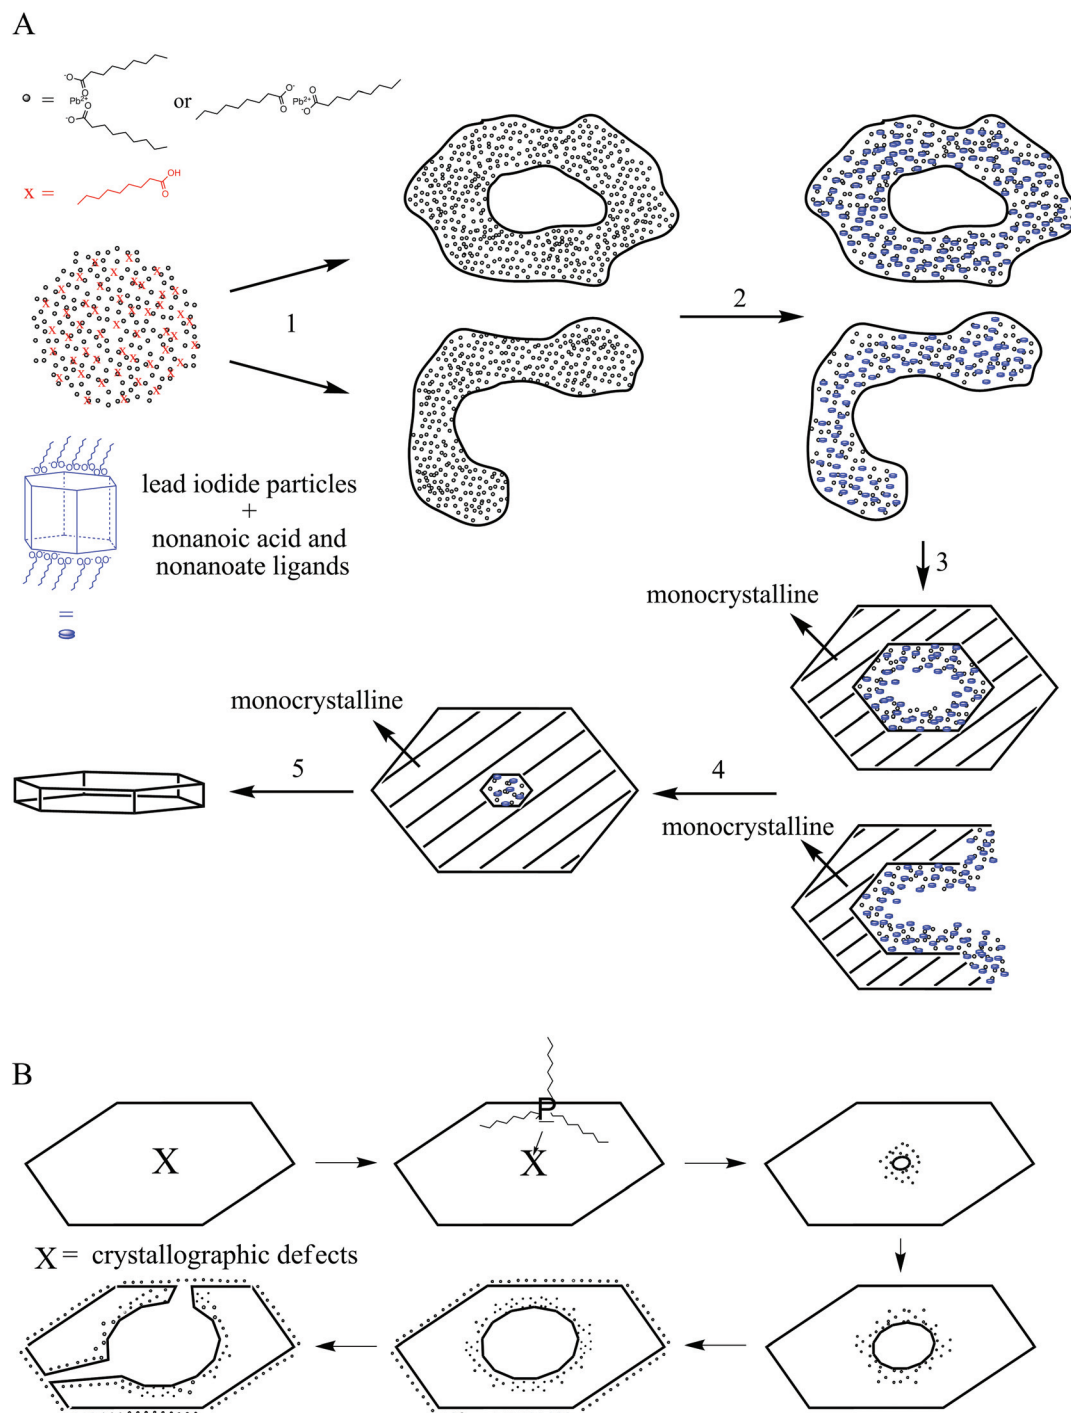 A
= or
-O O Pb2+ O -O
O O- Pb2+ O -O
X = OH O
1
2
lead iodide particles
+
nonanoic acid and
nonanoate ligands
=
3
monocrystalline
monocrystalline
5
4
monocrystalline
B
P
X
X
X = crystallographic defects